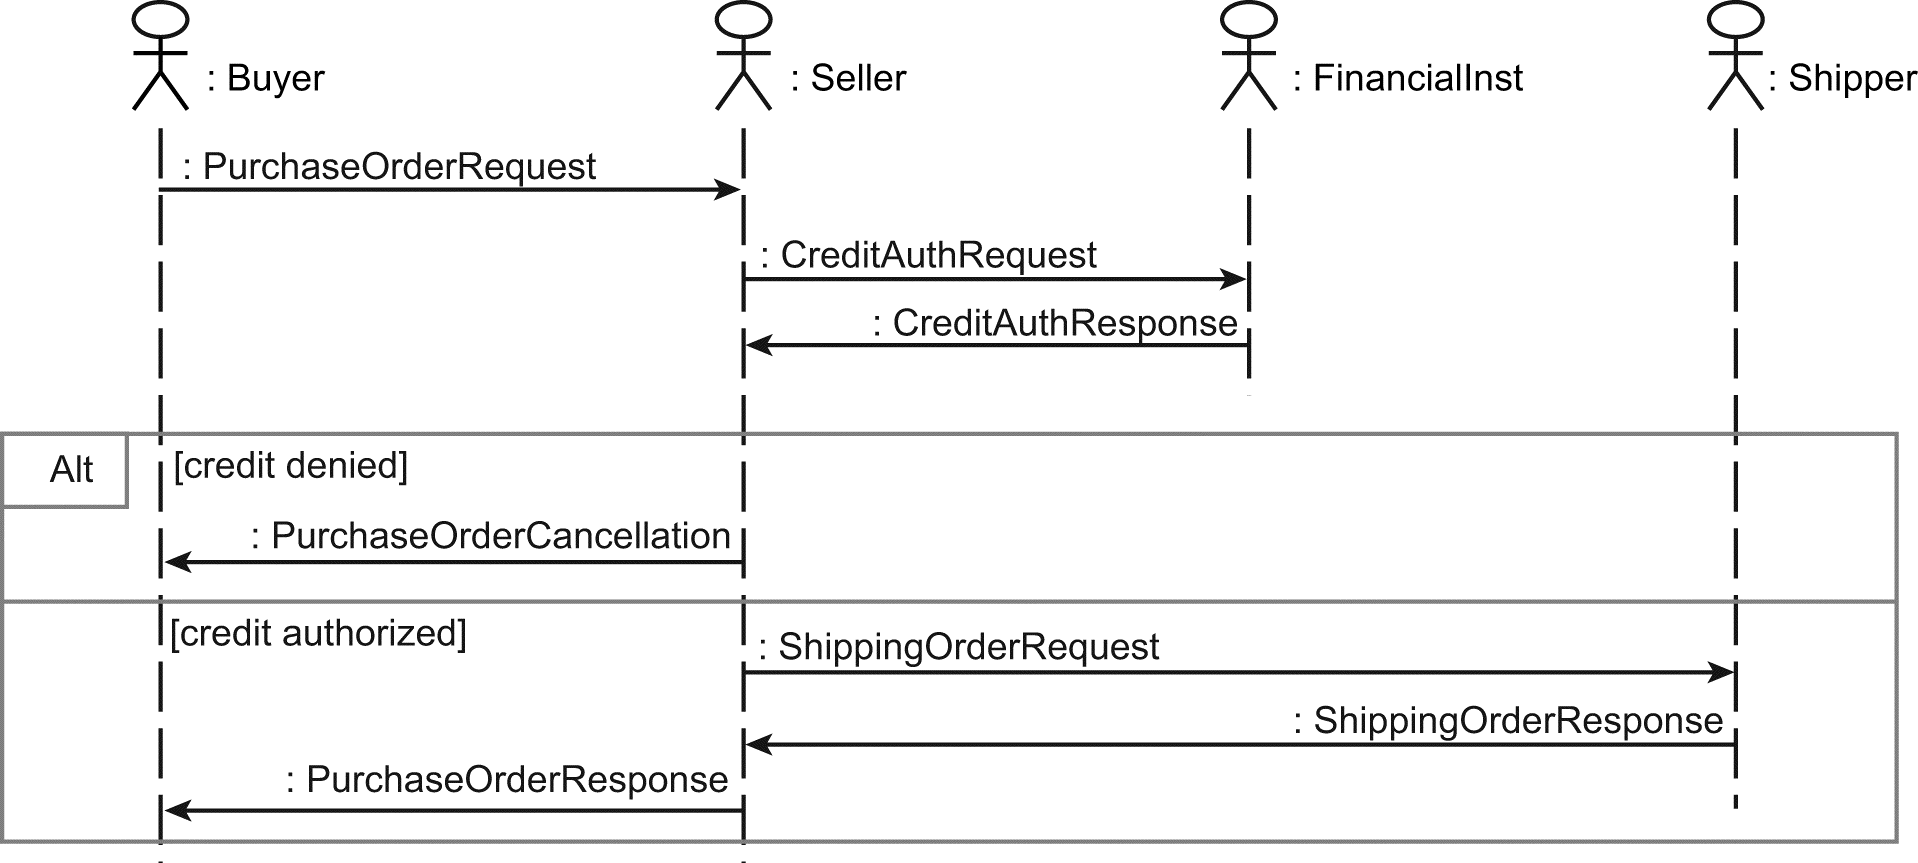 : Buyer
: Seller
: FinancialInst
: Shipper
: PurchaseOrderRequest
: CreditAuthRequest
: CreditAuthResponse
Alt
[credit denied]
: PurchaseOrderCancellation
[credit authorized]
: ShippingOrderRequest
: ShippingOrderResponse
: PurchaseOrderResponse